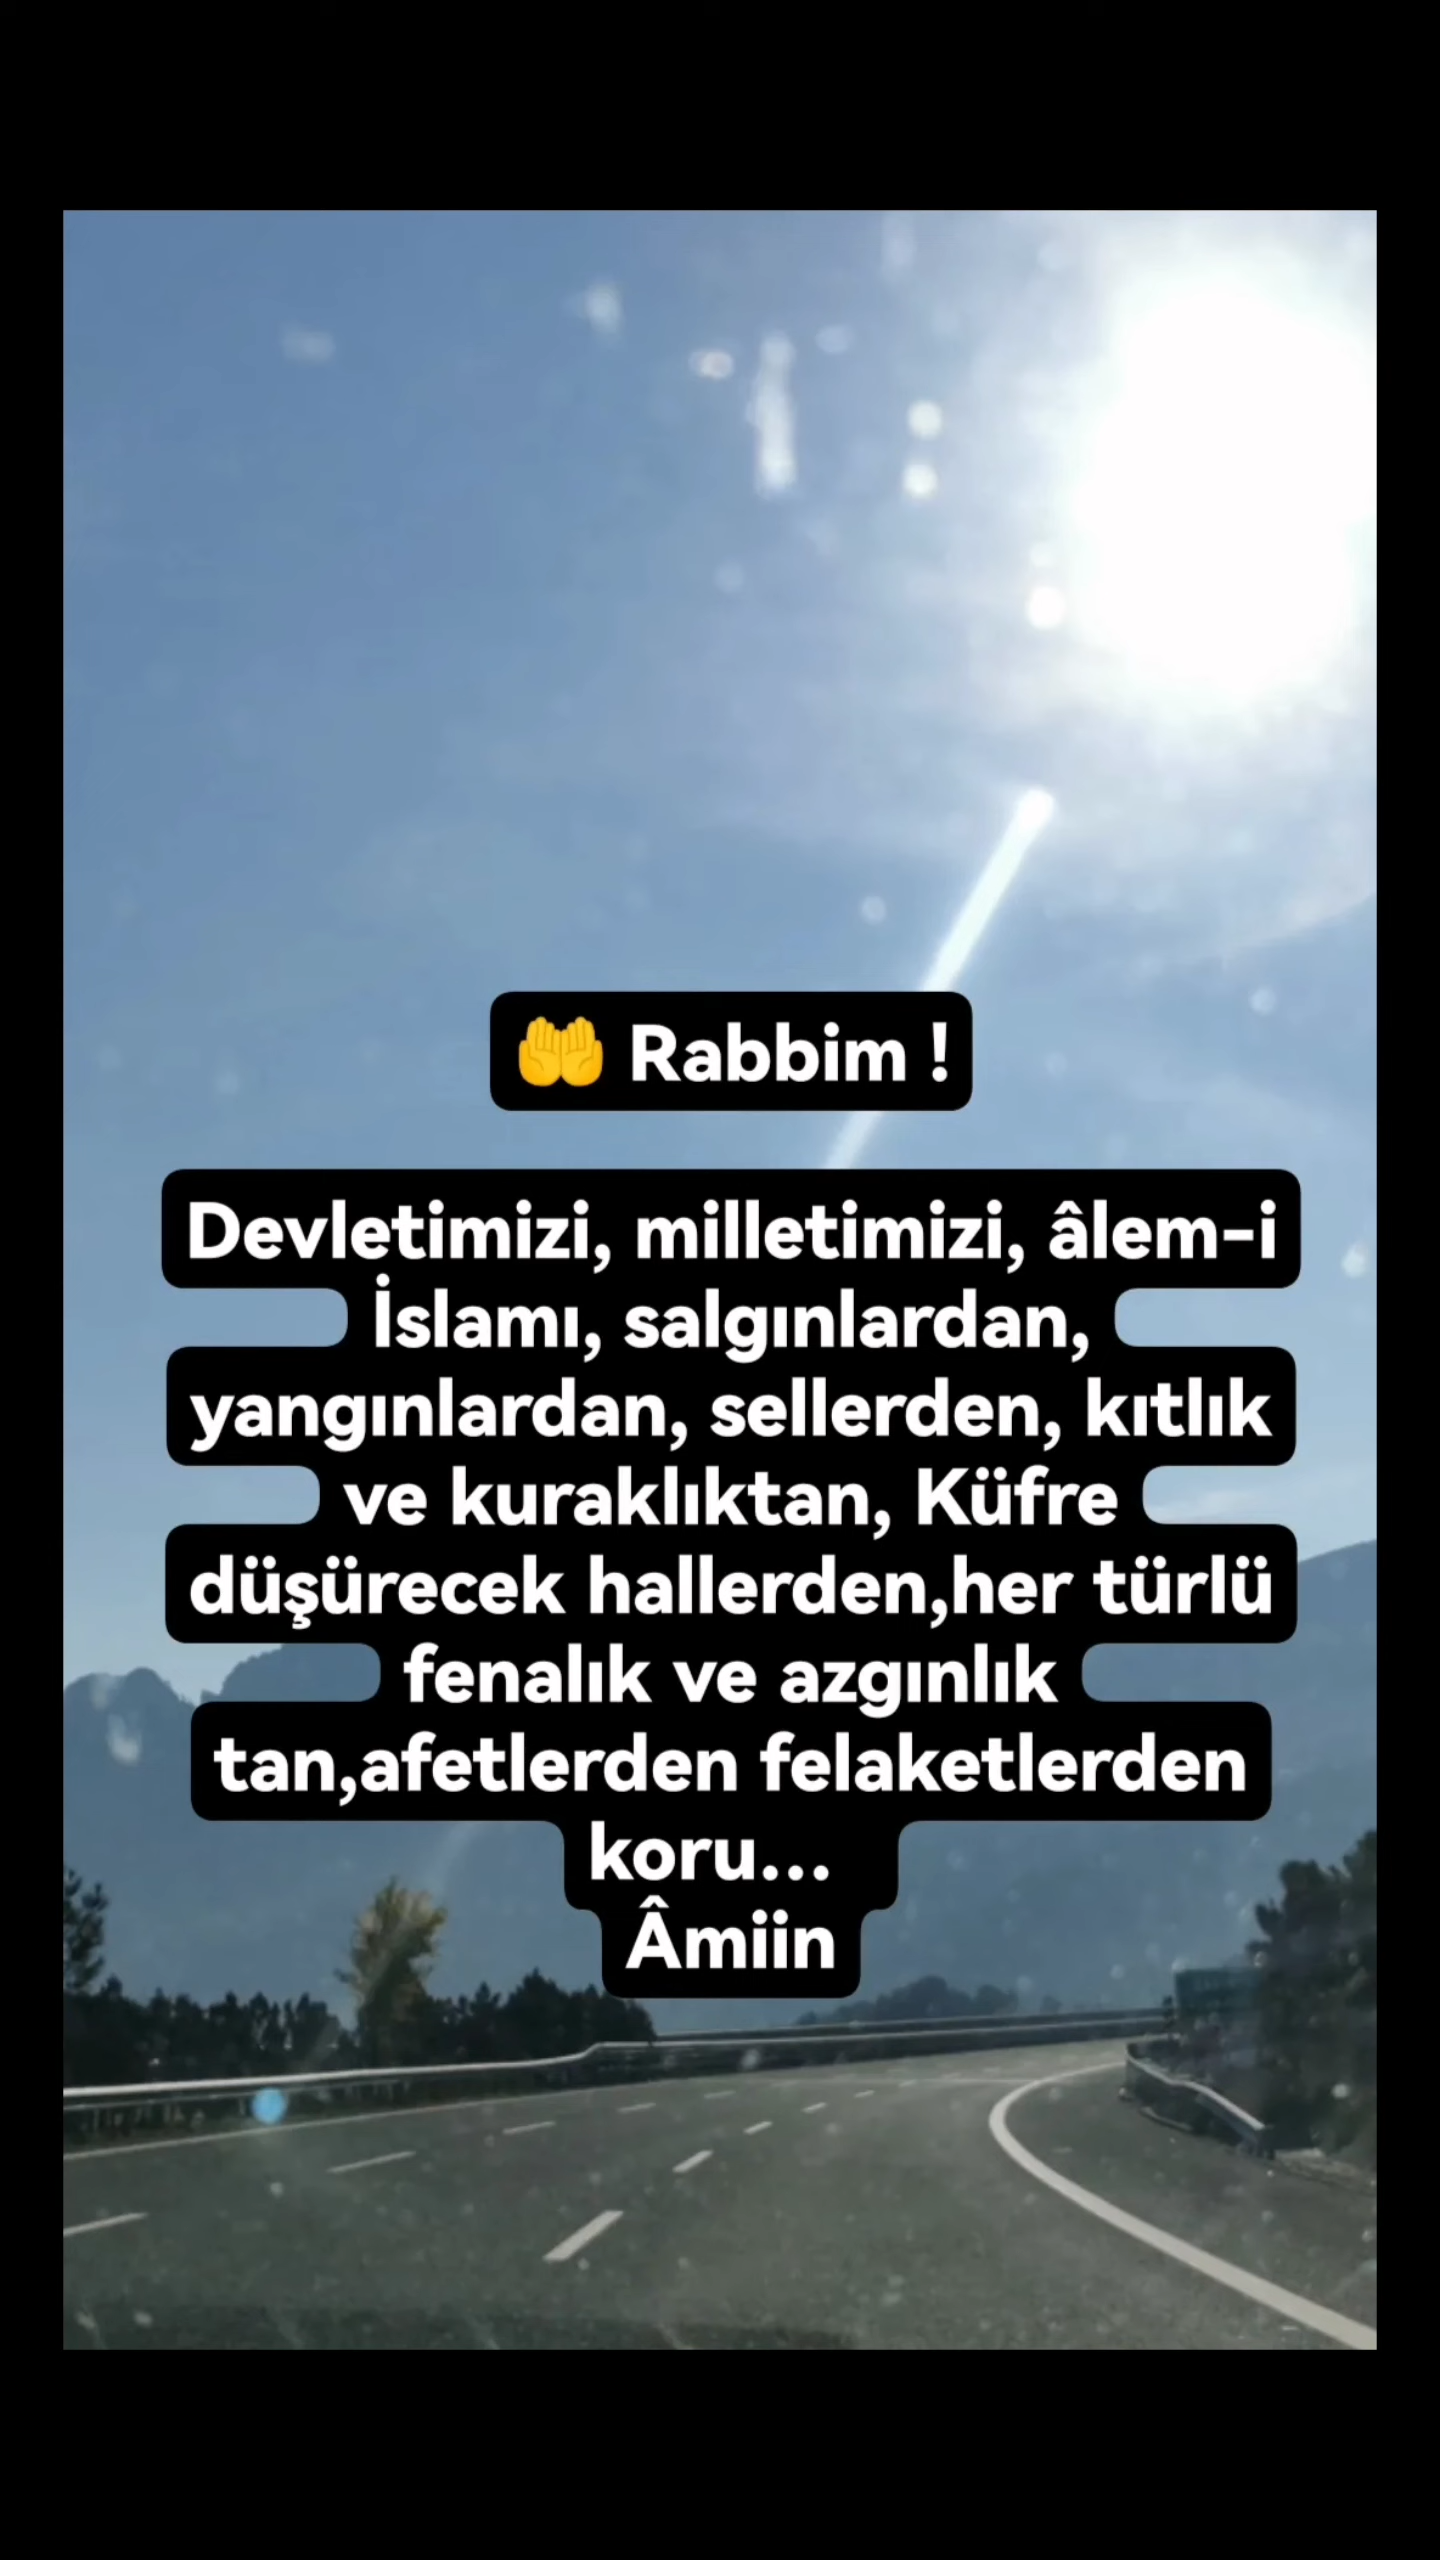 🤲 Rabbim !
Devletimizi, milletimizi, âlem-i
İslamı, salgınlardan,
yangınlardan, sellerden, kıtlık
ve kuraklıktan, Küfre
düşürecek hallerden,her türlü
fenalık ve azgınlık
tan,afetlerden felaketlerden
koru...
Âmiin